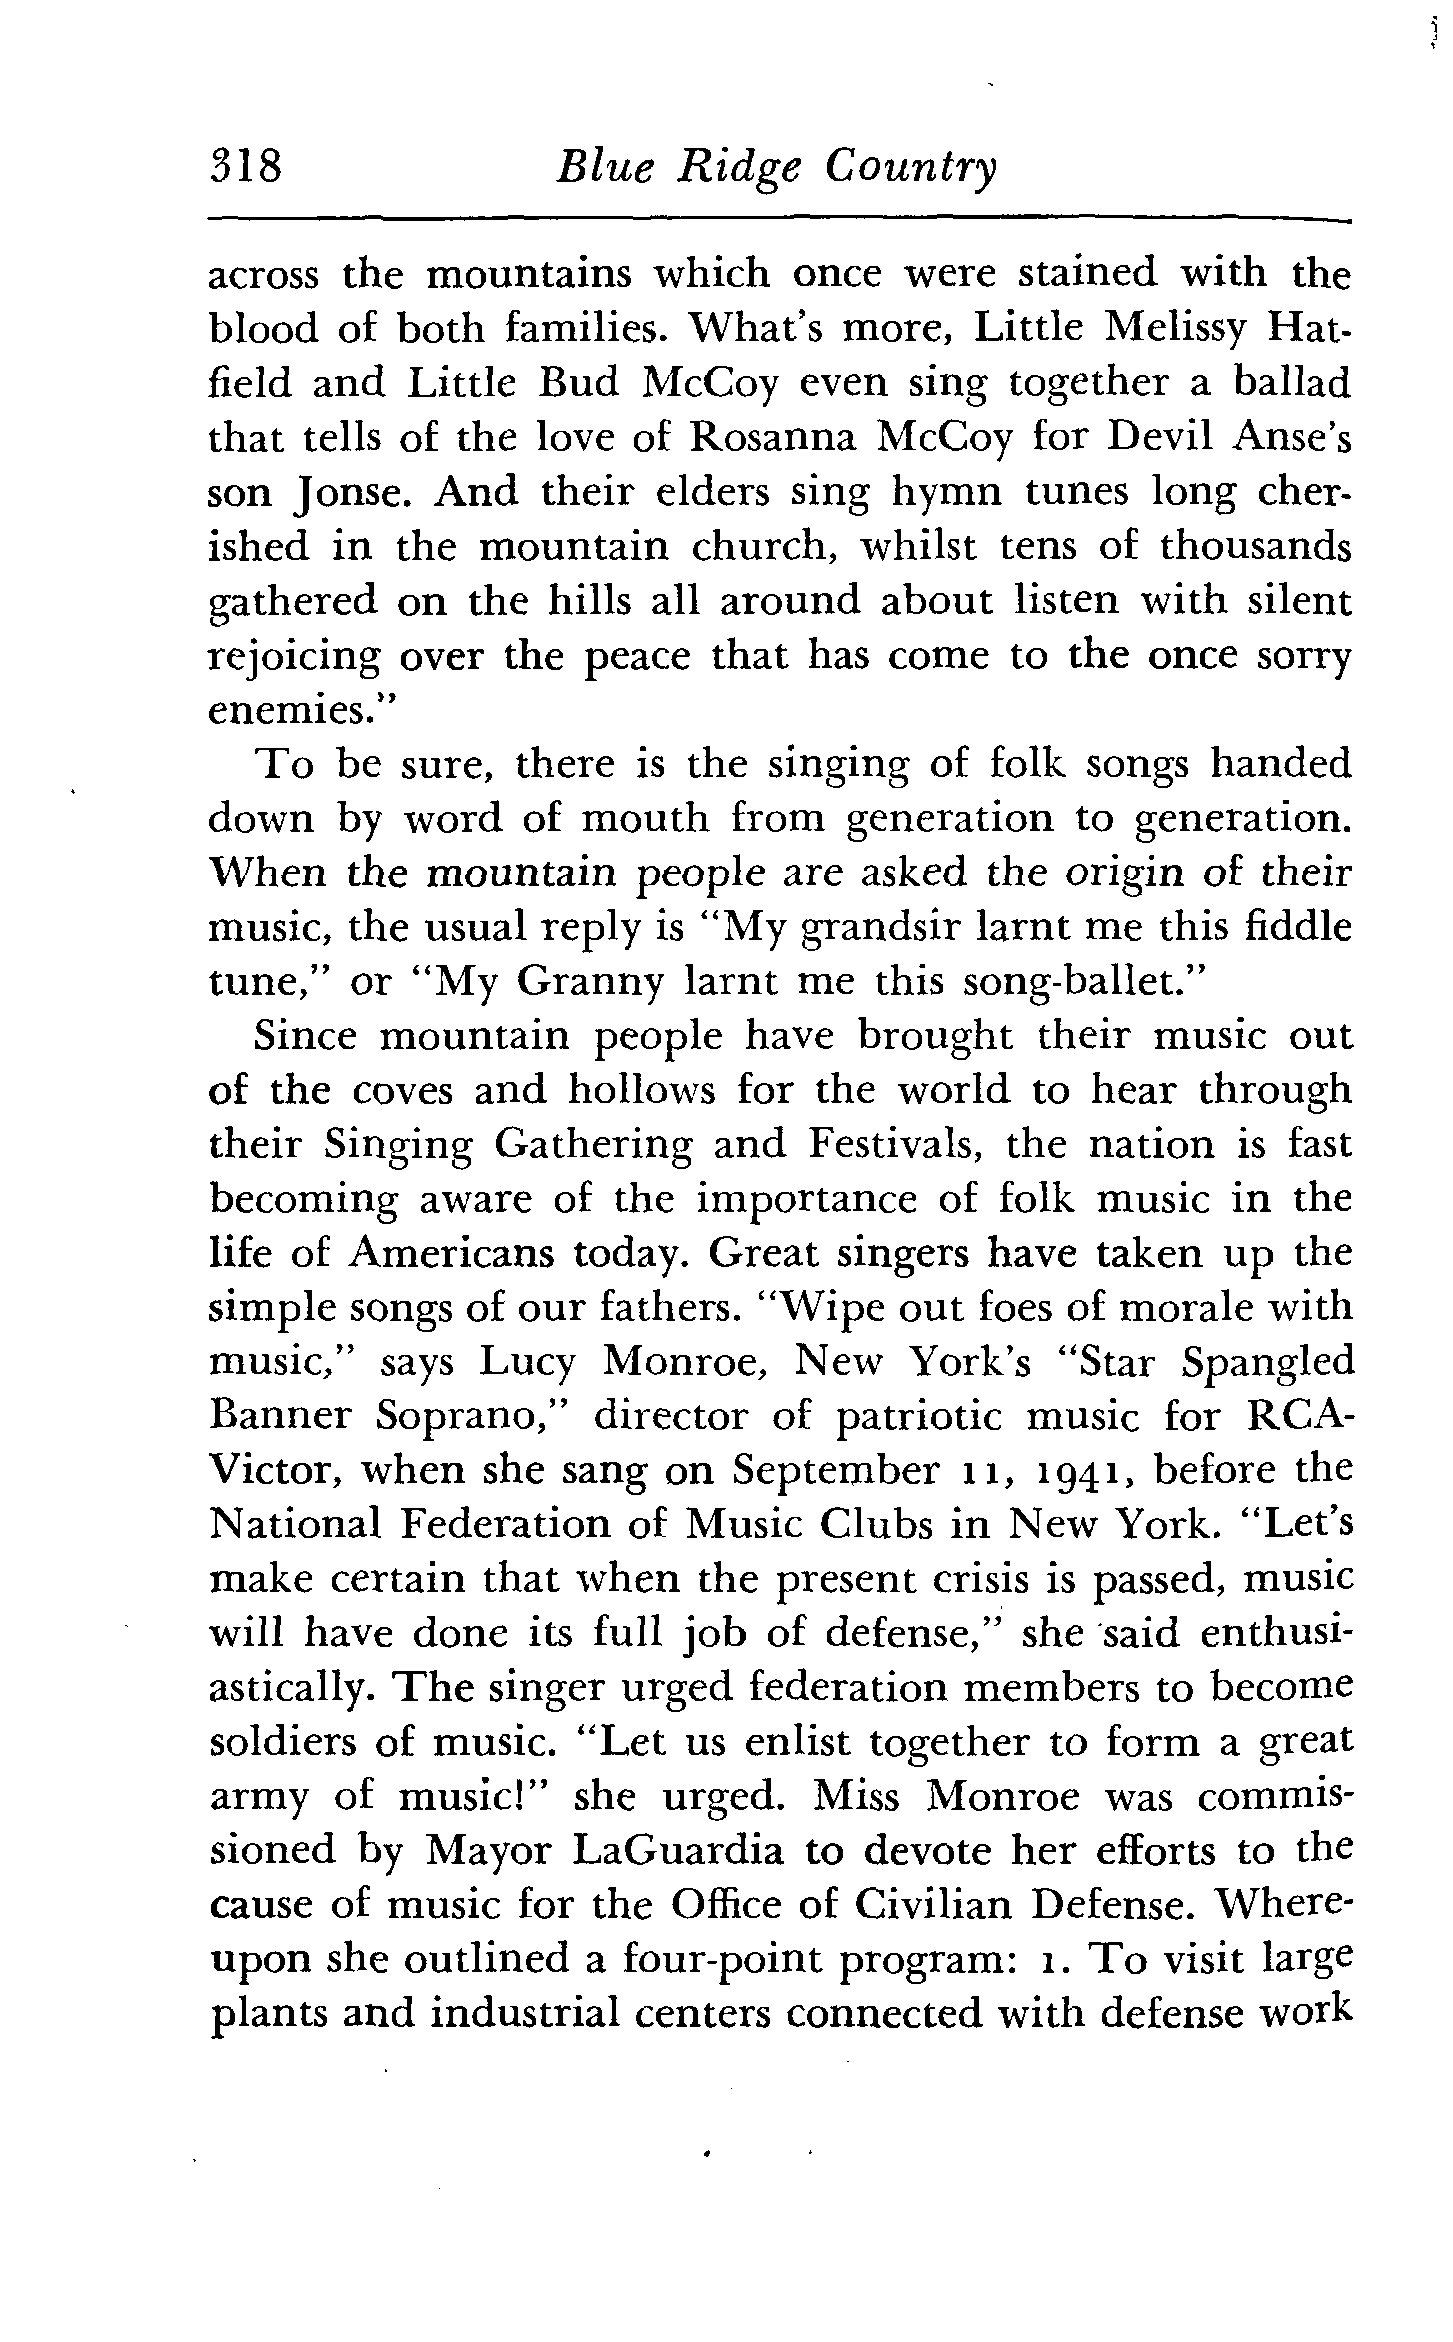 318 Blue Ridge Country
across the mountains which once were stained with the
blood of both families. What's more, Little Melissy Hat-
field and Little Bud McCoy even sing together a ballad
that tells of the love of Rosanna McCoy for Devil Anse's
son Jonse. And their elders sing hymn tunes long cher-
ished in the mountain church, whilst tens of thousands
gathered on the hills all around about listen with silent
rejoicing over the peace that has come to the once sorry
enemies."
To be sure, there is the singing of folk songs handed
down by word of mouth from generation to generation.
When the mountain people are asked the origin of their
music, the usual reply is "My grandsir larnt me this fiddle
tune," or "My Granny larnt me this song-ballet."
Since mountain people have brought their music out
of the coves and hollows for the world to hear through
their Singing Gathering and Festivals, the nation is fast
becoming aware of the importance of folk music in the
life of Americans today. Great singers have taken up the
simple songs of our fathers. "Wipe out foes of morale with
music," says Lucy Monroe, New York's "Star Spangled
Banner Soprano," director of patriotic music for RCA-
Victor, when she sang on September 11, 1941, before the
National Federation of Music Clubs in New York. "Let's
make certain that when the present crisis is passed, music
will have done its full job of defense," she said enthusi-
astically. The singer urged federation members to become
soldiers of music. "Let us enlist together to form a great
army of music!" she urged. Miss Monroe was commis-
sioned by Mayor LaGuardia to devote her efforts to the
cause of music for the Office of Civilian Defense. Where-
upon she outlined a four-point program: 1. To visit large
plants and industrial centers connected with defense work